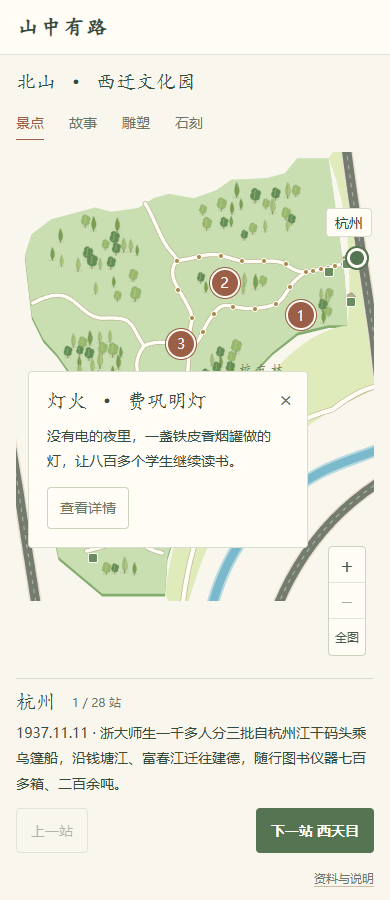 山中有路
北山 • 西迁文化园
景点 故事 雕塑 石刻
杭州
2
1
3
灯火 • 费巩明灯 ×
没有电的夜里，一盏铁皮香烟罐做的
灯，让八百多个学生继续读书。
查看详情
+
−
全图
杭州 1 / 28 站
1937.11.11 · 浙大师生一千多人分三批自杭州江干码头乘
乌篷船，沿钱塘江、富春江迁往建德，随行图书仪器七百
多箱、二百余吨。
上一站 下一站 西天目
资料与说明